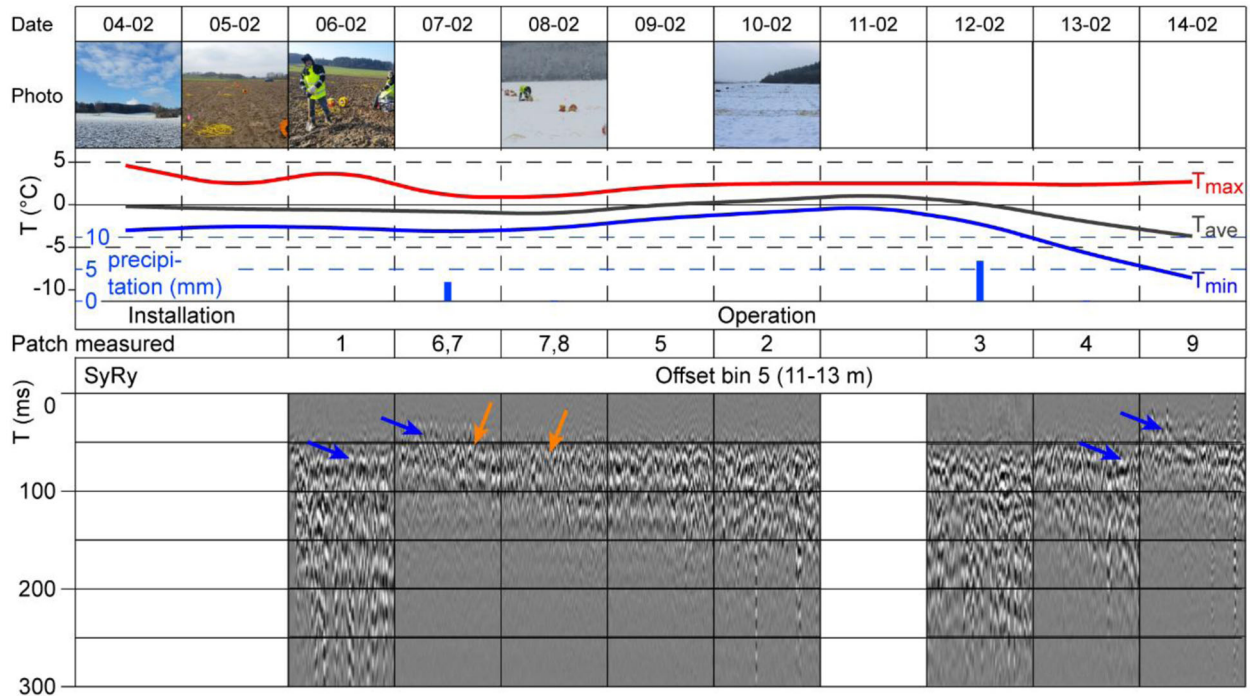 Date 04-02 05-02 06-02 07-02 08-02 09-02 10-02 11-02 12-02 13-02 14-02
Photo
T (°C)
5
0
-5
-10
10
5
0
precipi-
tation (mm)
Tmax
Tave
Tmin
Installation Operation
Patch measured 1 6,7 7,8 5 2 3 4 9
SyRy Offset bin 5 (11-13 m)
T (ms)
0
100
200
300